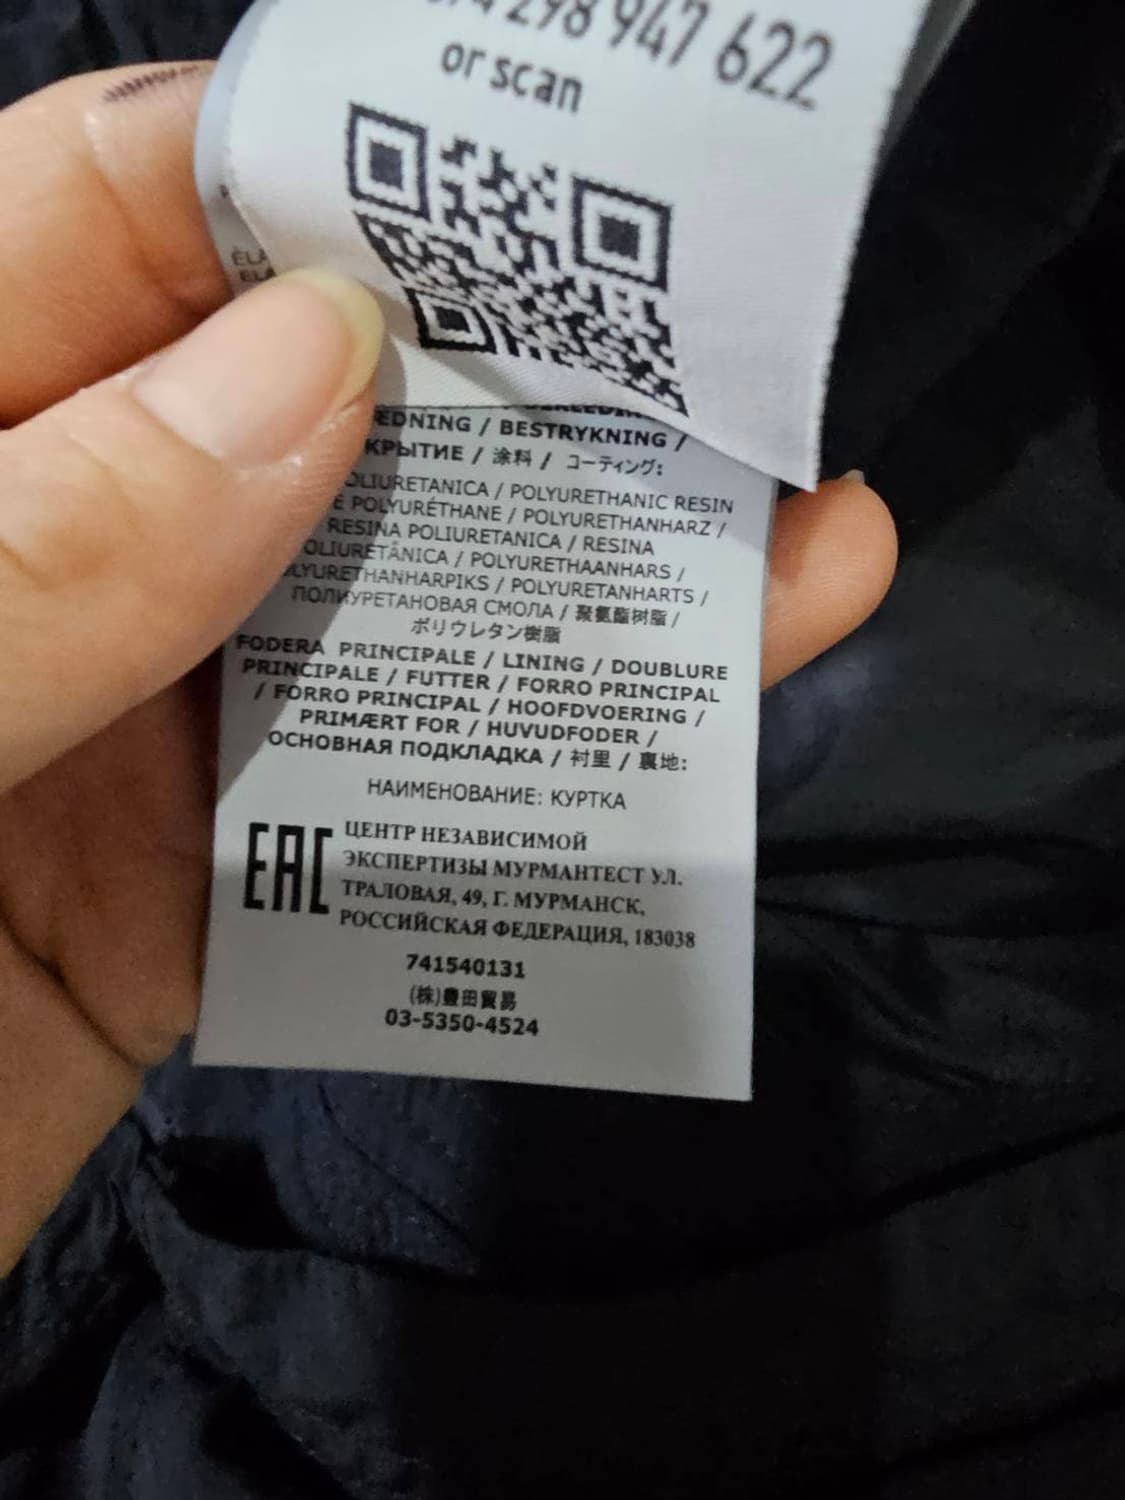 298 947 622
or scan
ÆDNING / BESTRYKNING /
КРЫТИЕ / 涂料 / コーティング:
OLIURETANICA / POLYURETHANIC RESIN
E POLYURÉTHANE / POLYURETHANHARZ /
RESINA POLIURETANICA / RESINA
OLIURETÂNICA / POLYURETHAANHARS /
LYURETHANHARPIKS / POLYURETANHARTS /
ПОЛИУРЕТАНОВАЯ СМОЛА / 聚氨酯树脂 /
ポリウレタン樹脂
FODERA PRINCIPALE / LINING / DOUBLURE
PRINCIPALE / FUTTER / FORRO PRINCIPAL
/ FORRO PRINCIPAL / HOOFDVOERING /
PRIMÆRT FOR / HUVUDFODER /
ОСНОВНАЯ ПОДКЛАДКА / 衬里 / 裏地:
НАИМЕНОВАНИЕ: КУРТКА
EAC
ЦЕНТР НЕЗАВИСИМОЙ
ЭКСПЕРТИЗЫ МУРМАНТЕСТ УЛ.
ТРАЛОВАЯ, 49, Г. МУРМАНСК,
РОССИЙСКАЯ ФЕДЕРАЦИЯ, 183038
741540131
(株)豊田貿易
03-5350-4524